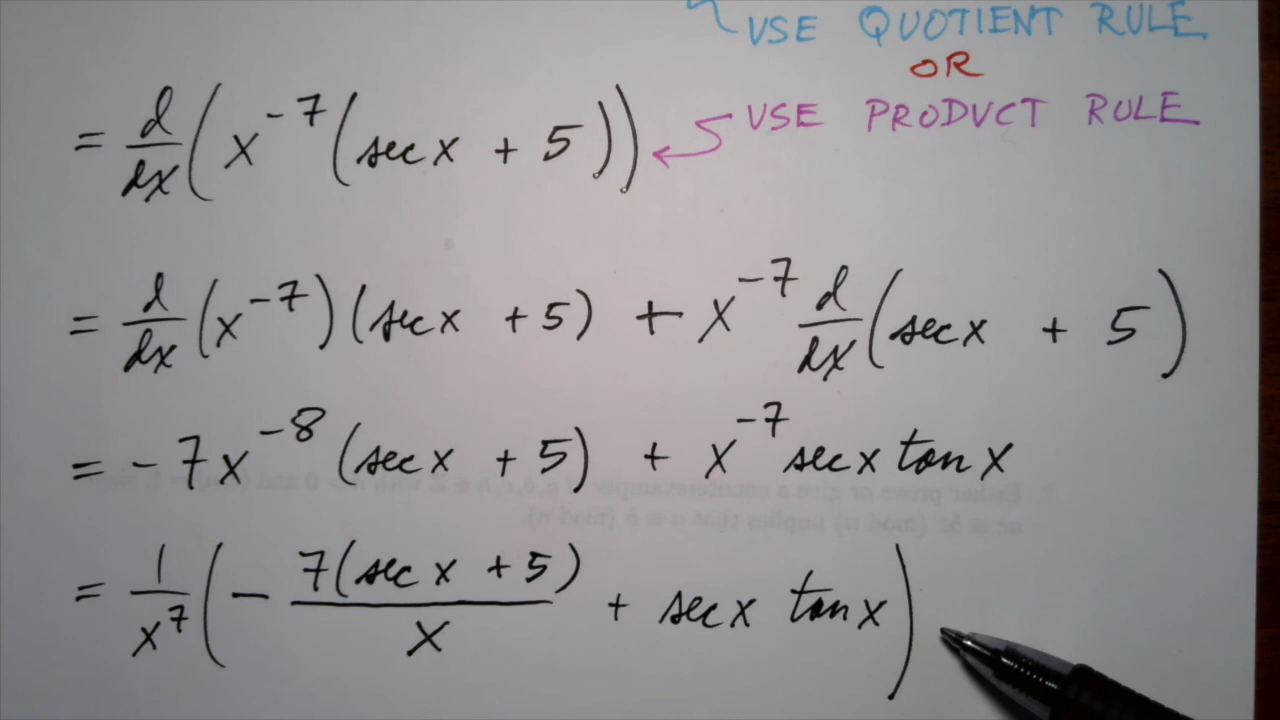 USE QUOTIENT RULE
OR
USE PRODUCT RULE
= d/dx (x^-7 (sec x + 5))
= d/dx (x^-7) (sec x + 5) + x^-7 d/dx (sec x + 5)
= -7x^-8 (sec x + 5) + x^-7 sec x tan x
= 1/x^7 (- 7(sec x + 5)/x + sec x tan x)